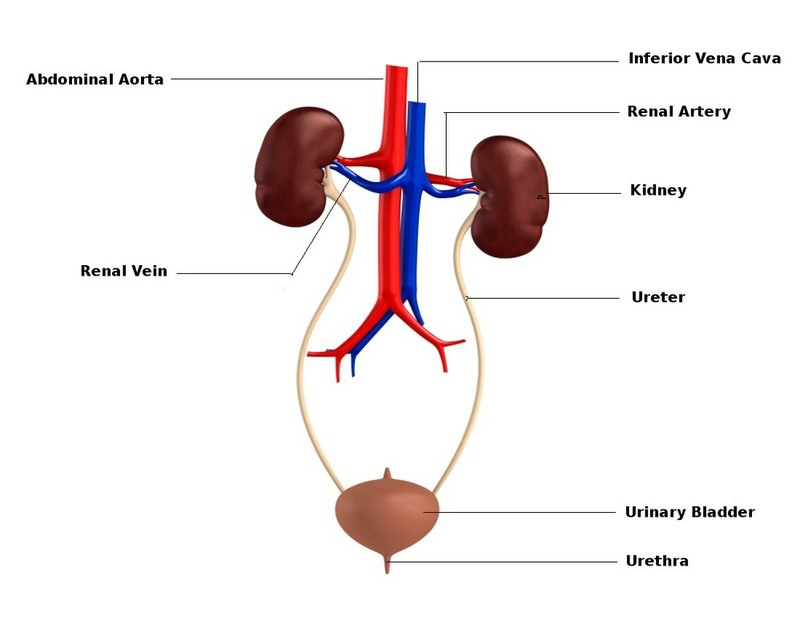 Inferior Vena Cava
Abdominal Aorta
Renal Artery
Kidney
Renal Vein
Ureter
Urinary Bladder
Urethra